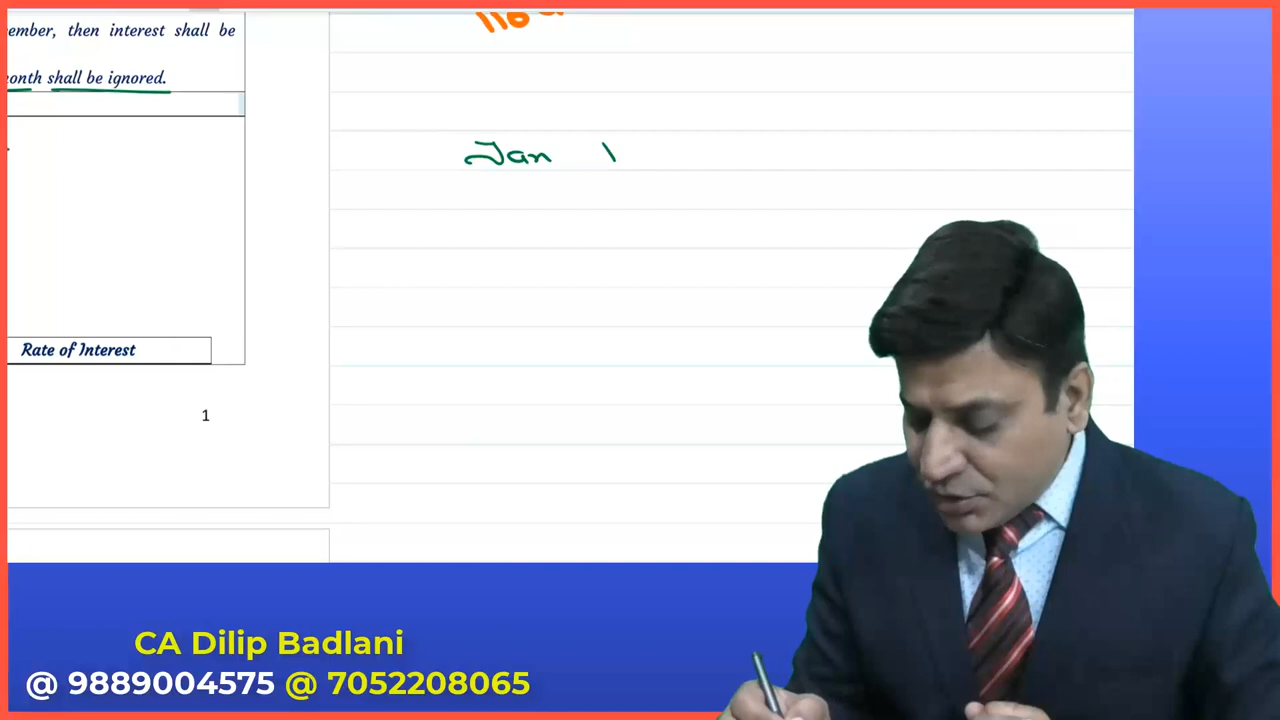 ember, then interest shall be
onth shall be ignored.
Jan 1
Rate of Interest
1
CA Dilip Badlani
@ 9889004575 @ 7052208065